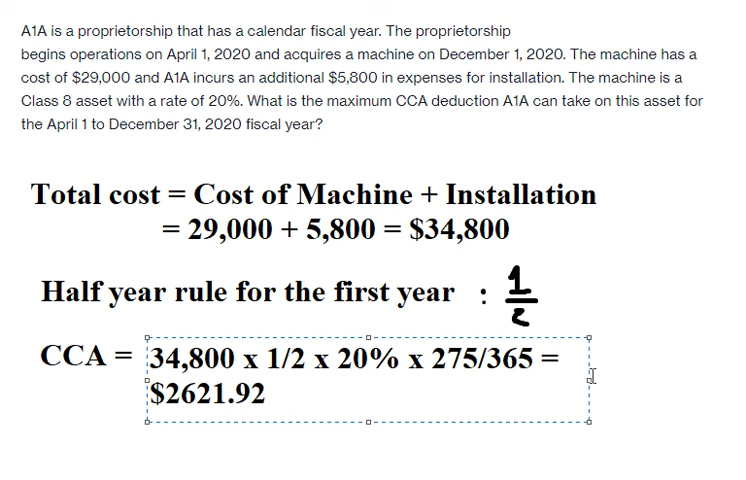 A1A is a proprietorship that has a calendar fiscal year. The proprietorship
begins operations on April 1, 2020 and acquires a machine on December 1, 2020. The machine has a
cost of $29,000 and A1A incurs an additional $5,800 in expenses for installation. The machine is a
Class 8 asset with a rate of 20%. What is the maximum CCA deduction A1A can take on this asset for
the April 1 to December 31, 2020 fiscal year?
Total cost = Cost of Machine + Installation
= 29,000 + 5,800 = $34,800
Half year rule for the first year : 1/2
CCA = 34,800 x 1/2 x 20% x 275/365 =
$2621.92